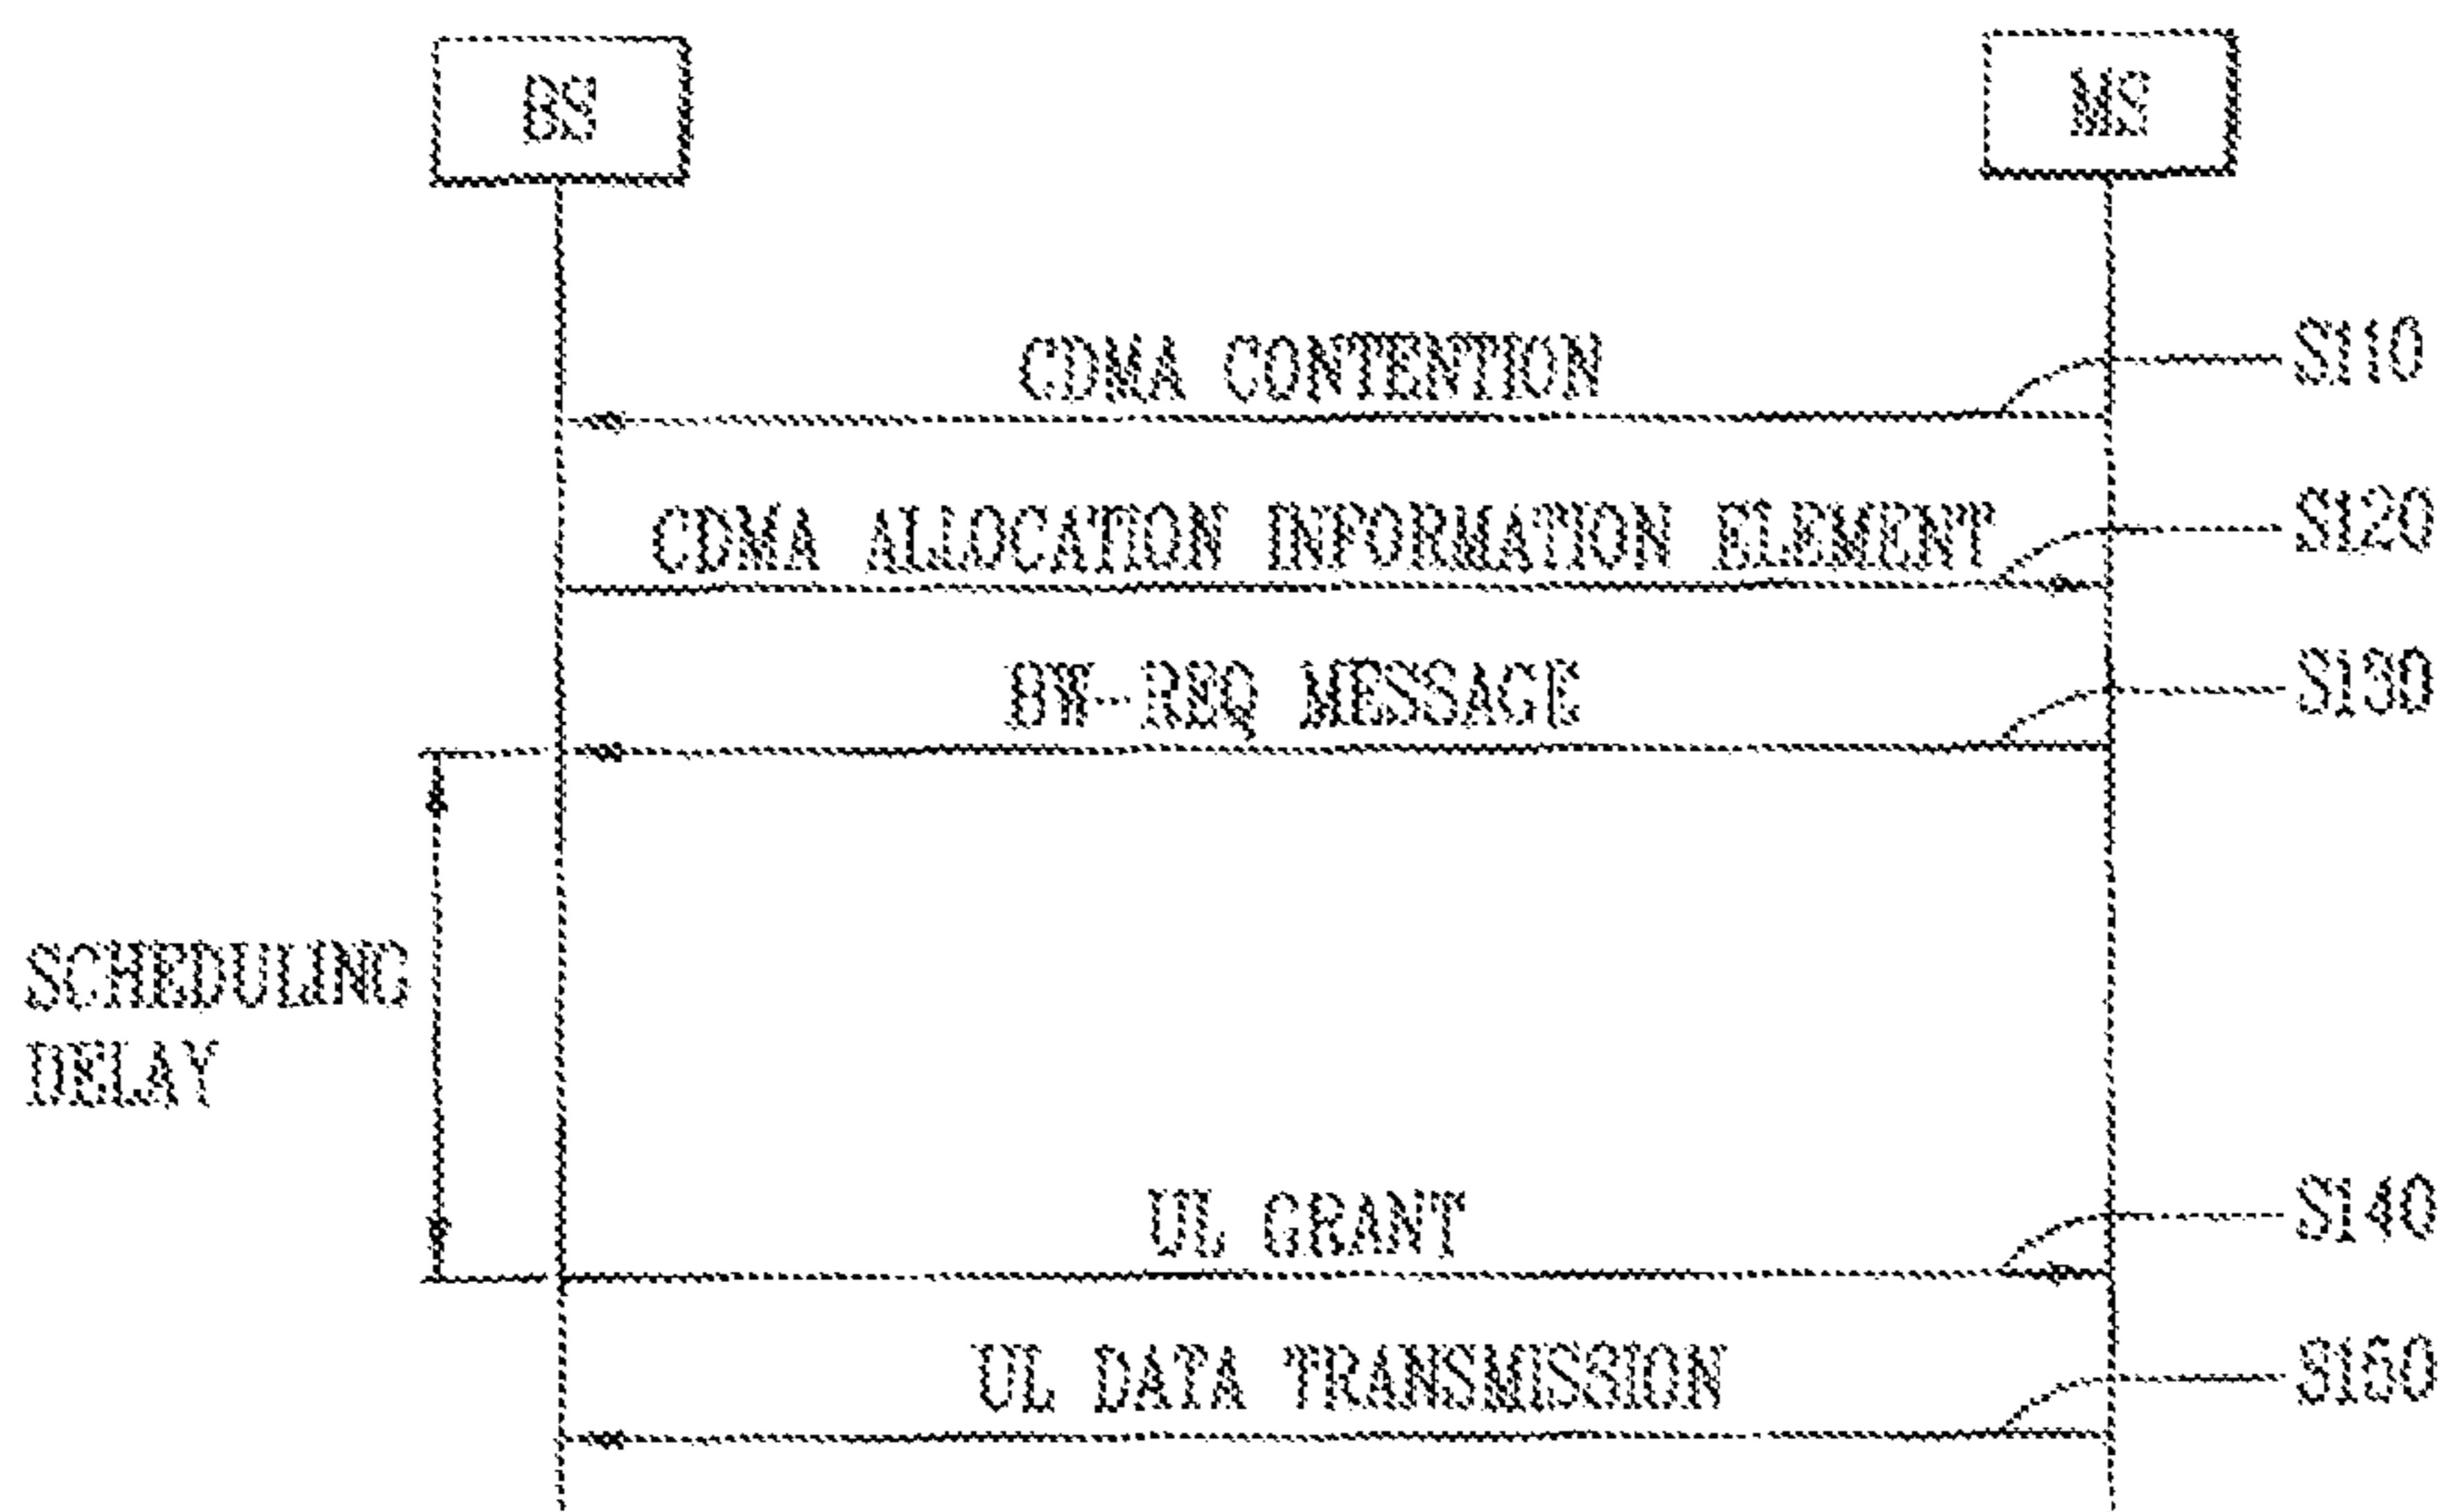 BS
MS
CDMA CONTENTION
S110
CDMA ALLOCATION INFORMATION ELEMENT
S120
BW-REQ MESSAGE
S130
SCHEDULING
DELAY
UL GRANT
S140
UL DATA TRANSMISSION
S150